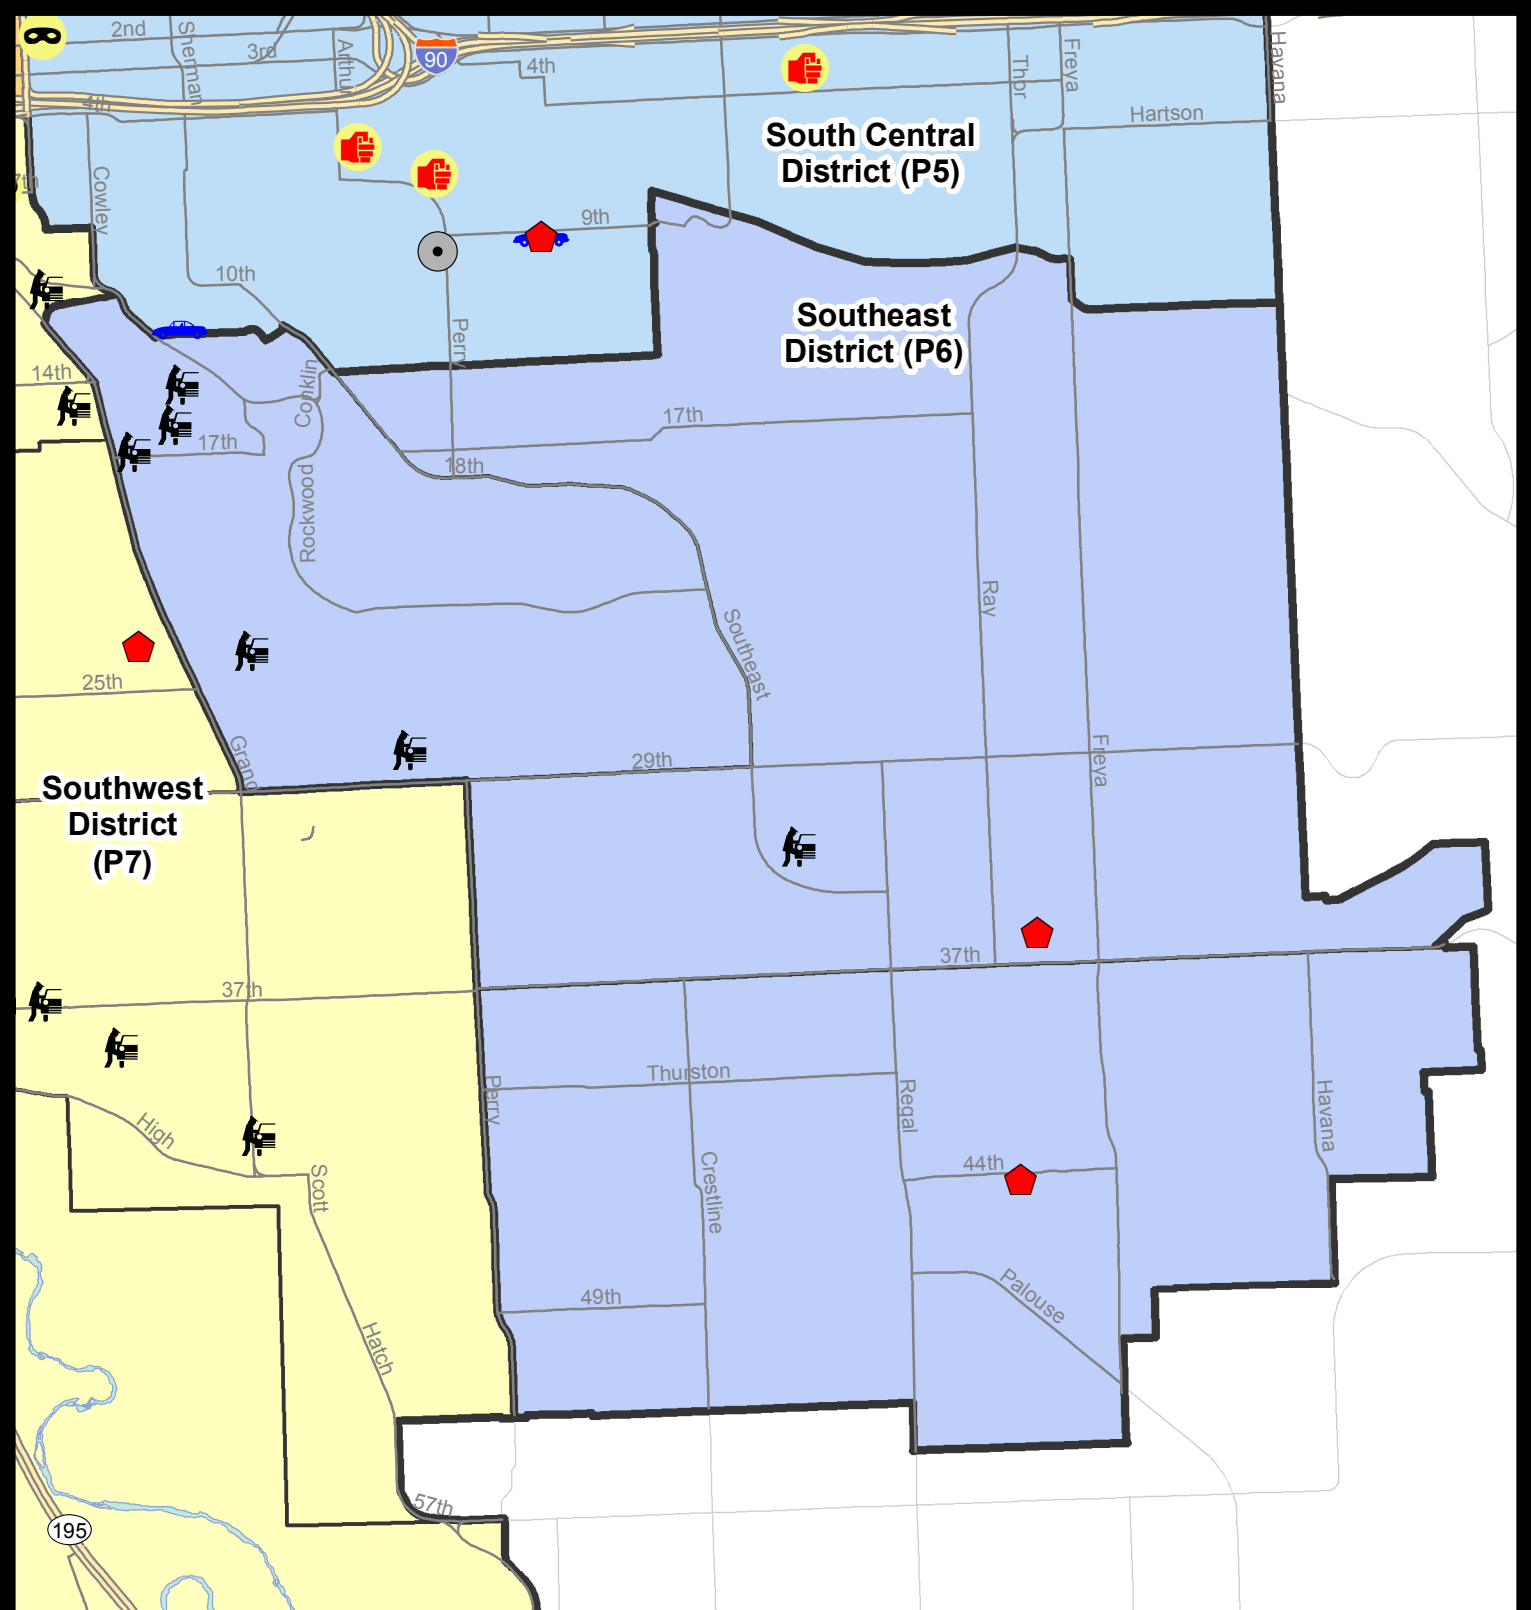 2nd
Sherman
3rd
Arthur
90
4th
Thor
Freya
Havana
4th
Hartson
South Central
District (P5)
7th
Cowley
9th
10th
Perry
Southeast
District (P6)
14th
Conklin
17th
17th
18th
Rockwood
Ray
Southeast
25th
Grand
29th
Freya
Southwest
District
(P7)
37th
37th
Thurston
Perry
Regal
Havana
High
Scott
Crestline
44th
49th
Palouse
Hatch
57th
195